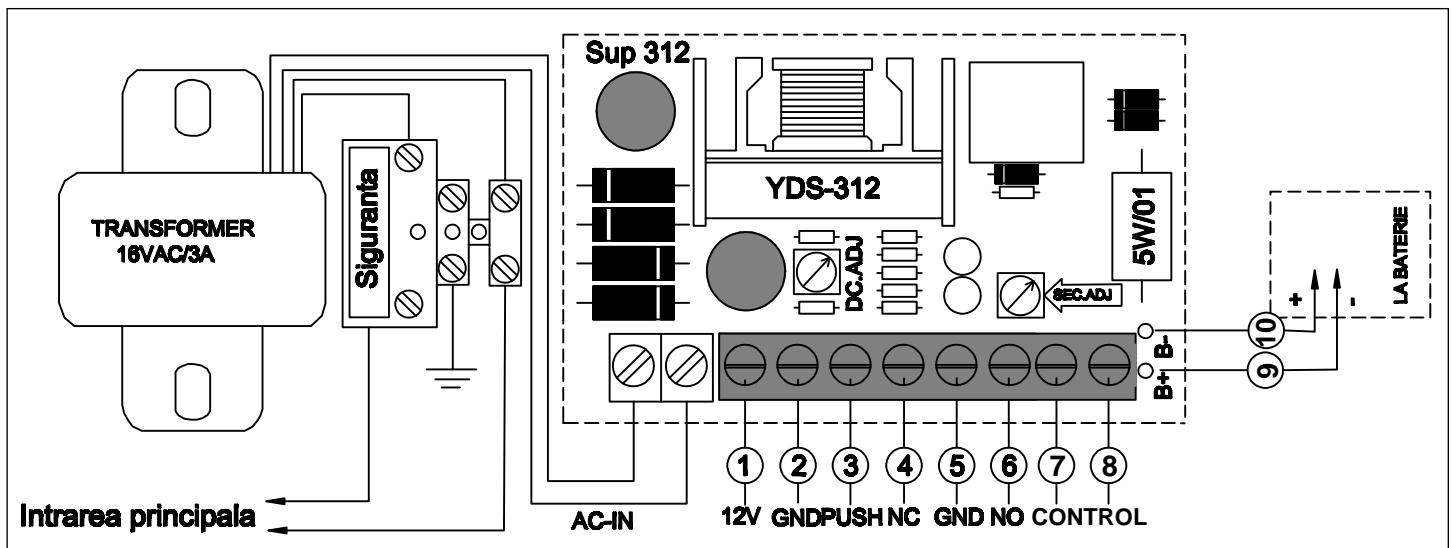 Sup 312
TRANSFORMER
16VAC/3A
Siguranta
YDS-312
DC.ADJ
SEC.ADJ
5W/01
LA BATERIE
+
-
B-
B+
10
9
1
2
3
4
5
6
7
8
Intrarea principala
AC-IN
12V GND PUSH NC GND NO CONTROL